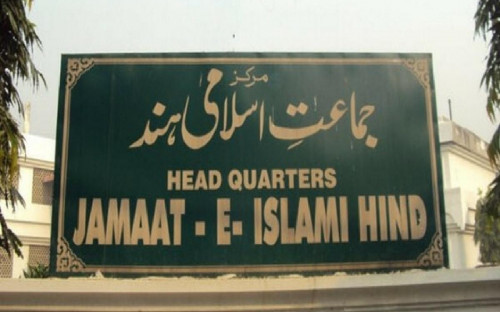 مرکز
جماعتِ اسلامی ہند
HEAD QUARTERS
JAMAAT - E- ISLAMI HIND